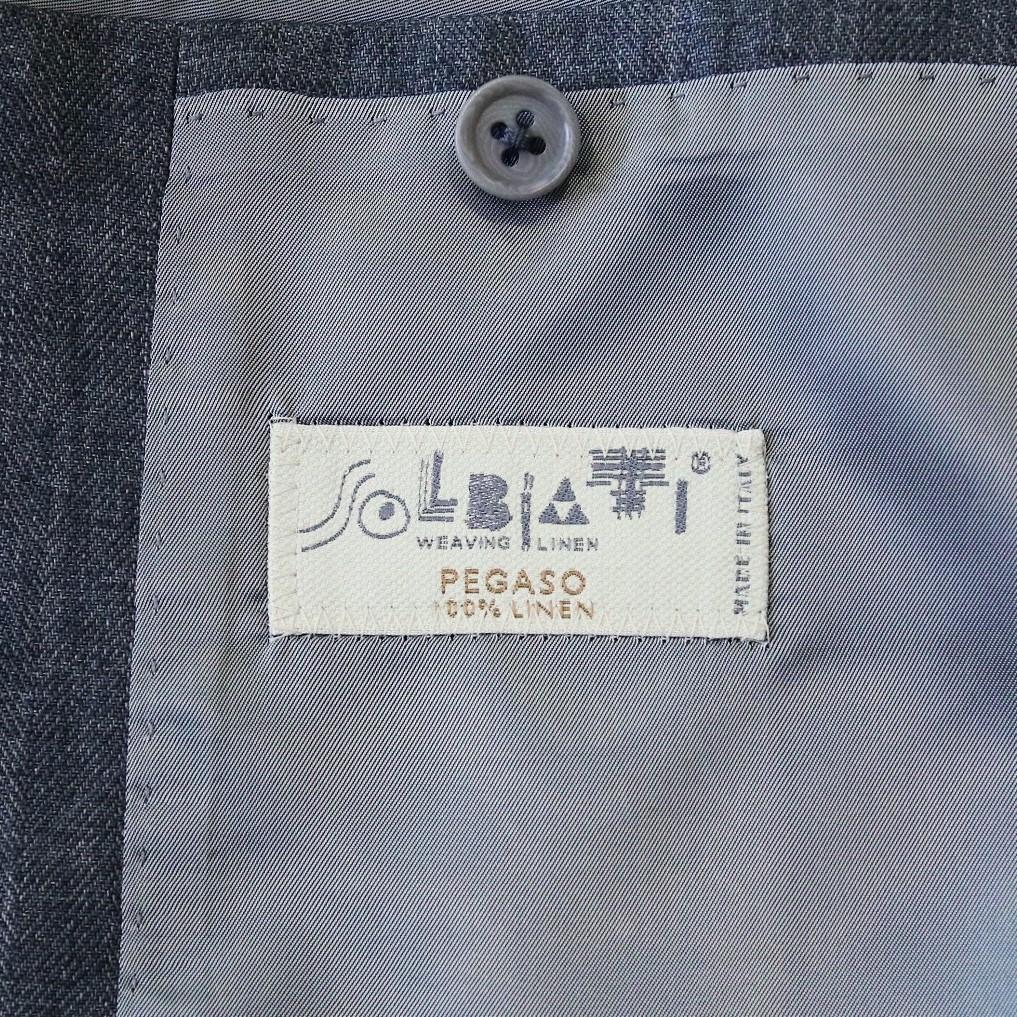 SOLBIATI®
WEAVING LINEN
PEGASO
100% LINEN
MADE IN ITALY